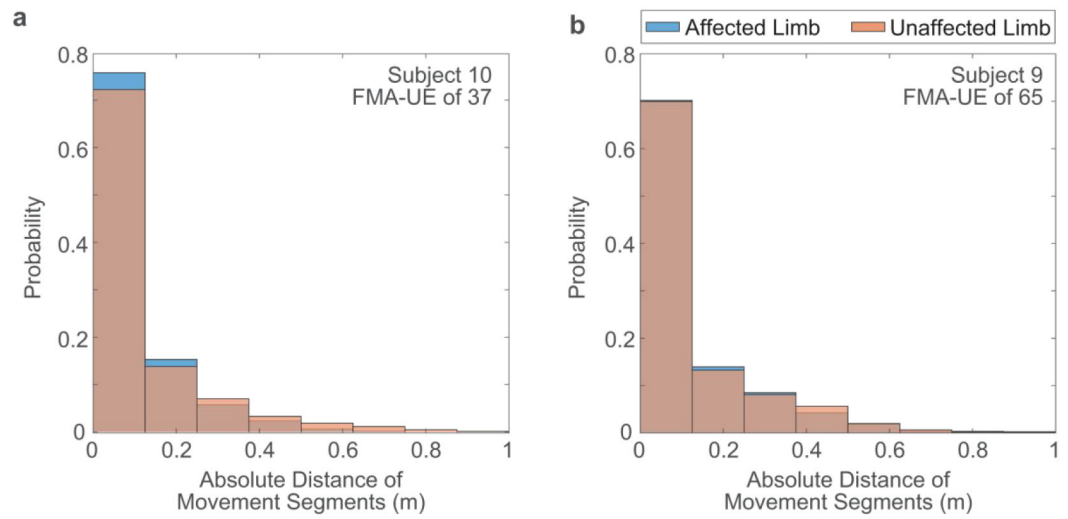 a
Subject 10
FMA-UE of 37
0.8
0.6
0.4
0.2
0
Probability
0 0.2 0.4 0.6 0.8 1
Absolute Distance of
Movement Segments (m)
b
Affected Limb Unaffected Limb
Subject 9
FMA-UE of 65
0.8
0.6
0.4
0.2
0
Probability
0 0.2 0.4 0.6 0.8 1
Absolute Distance of
Movement Segments (m)